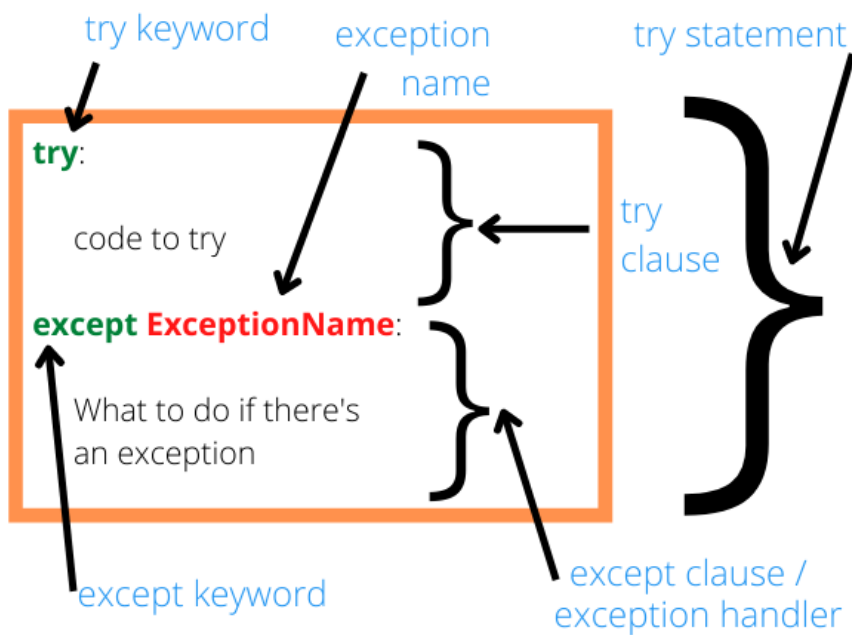 try keyword
exception
name
try statement
try:
code to try
try
clause
except ExceptionName:
What to do if there's
an exception
except keyword
except clause /
exception handler